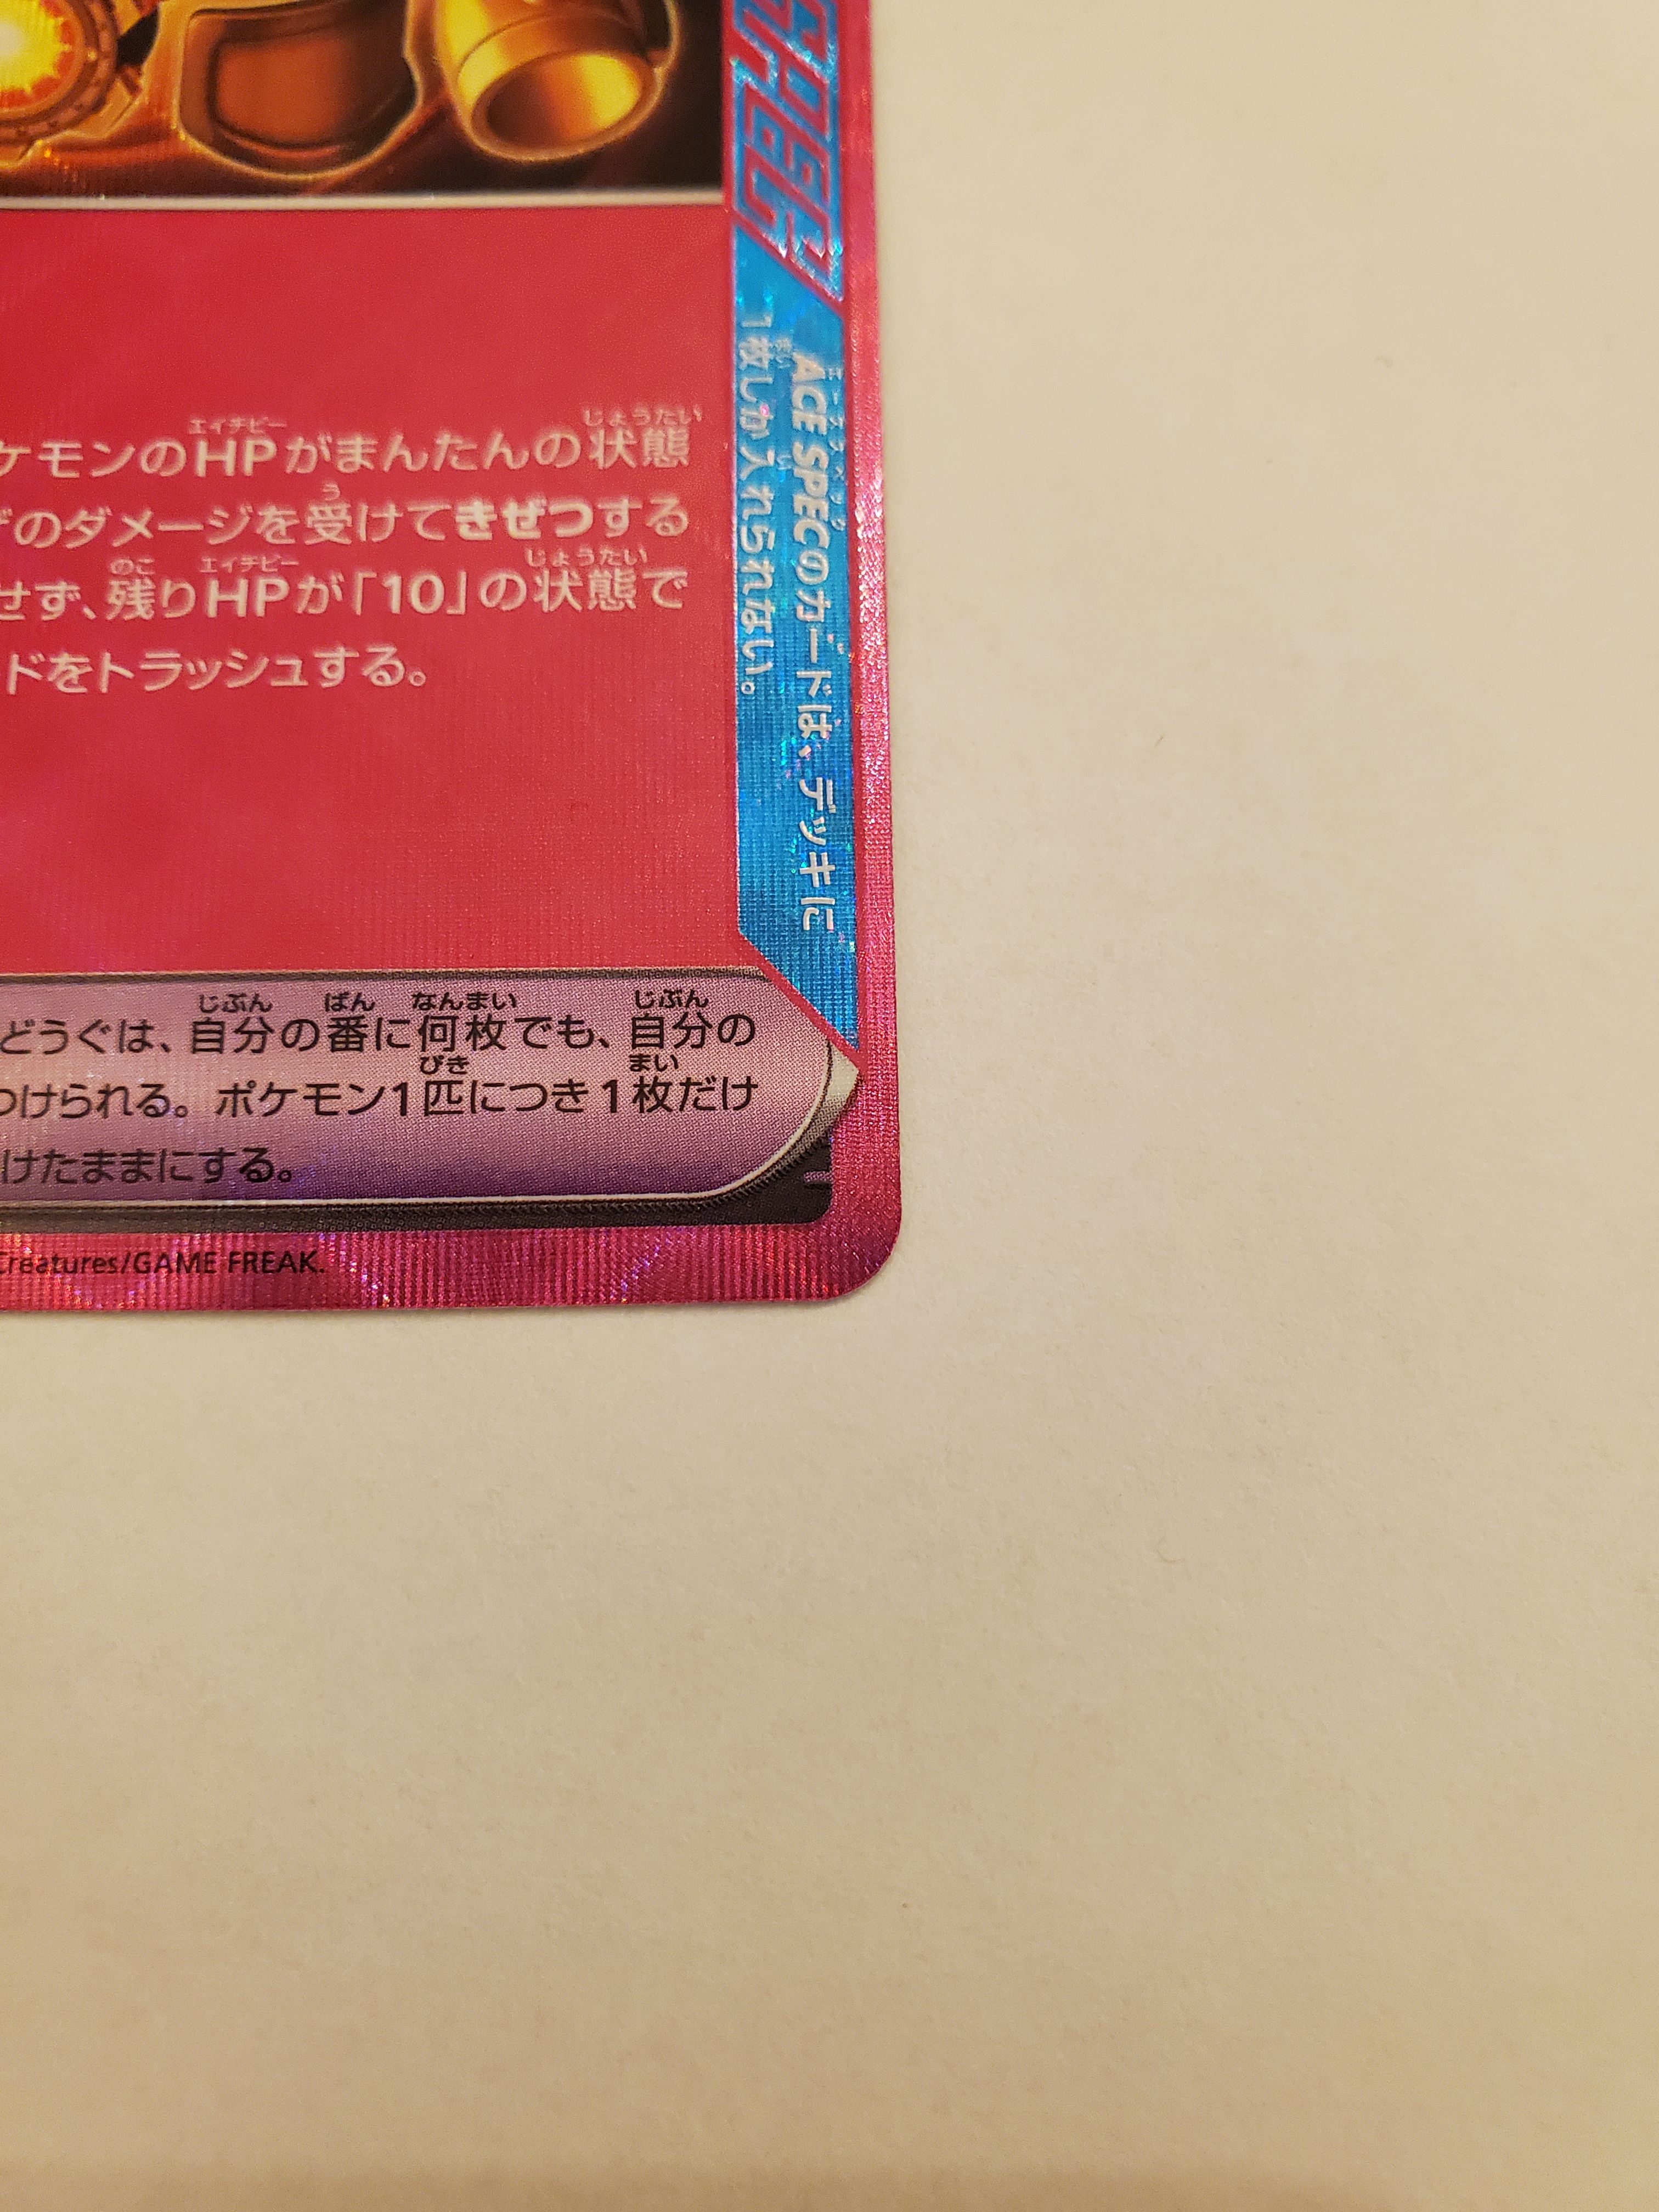 ケモンのHPがまんたんの状態
のダメージを受けてきぜつする
せず、残りHPが「10」の状態で
ドをトラッシュする。
SPEC
ACE SPECのカードは、デッキに
1枚しか入れられない。
どうぐは、自分の番に何枚でも、自分の
つけられる。ポケモン1匹につき1枚だけ
けたままにする。
Creatures/GAME FREAK.